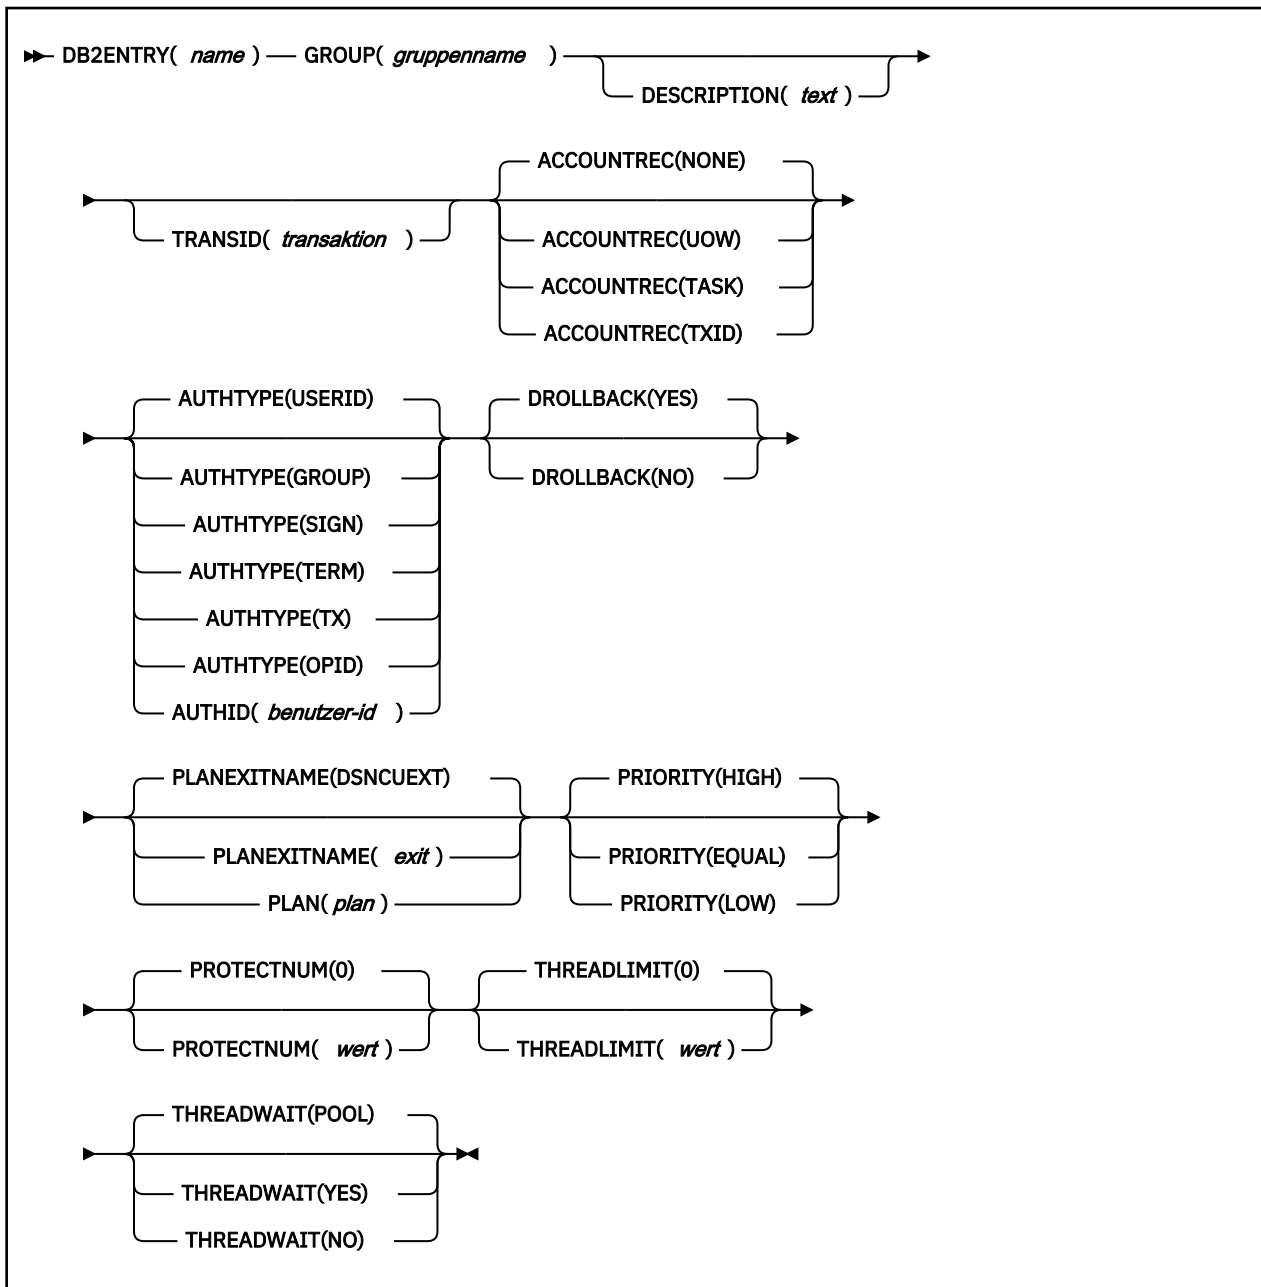 DB2ENTRY( name ) GROUP( gruppenname )
DESCRIPTION( text )
ACCOUNTREC(NONE)
TRANSID( transaktion ) ACCOUNTREC(UOW)
ACCOUNTREC(TASK)
ACCOUNTREC(TXID)
AUTHTYPE(USERID) DROLLBACK(YES)
AUTHTYPE(GROUP) DROLLBACK(NO)
AUTHTYPE(SIGN)
AUTHTYPE(TERM)
AUTHTYPE(TX)
AUTHTYPE(OPID)
AUTHID( benutzer-id )
PLANEXITNAME(DSNCUEXT) PRIORITY(HIGH)
PLANEXITNAME( exit ) PRIORITY(EQUAL)
PLAN( plan ) PRIORITY(LOW)
PROTECTNUM(0) THREADLIMIT(0)
PROTECTNUM( wert ) THREADLIMIT( wert )
THREADWAIT(POOL)
THREADWAIT(YES)
THREADWAIT(NO)